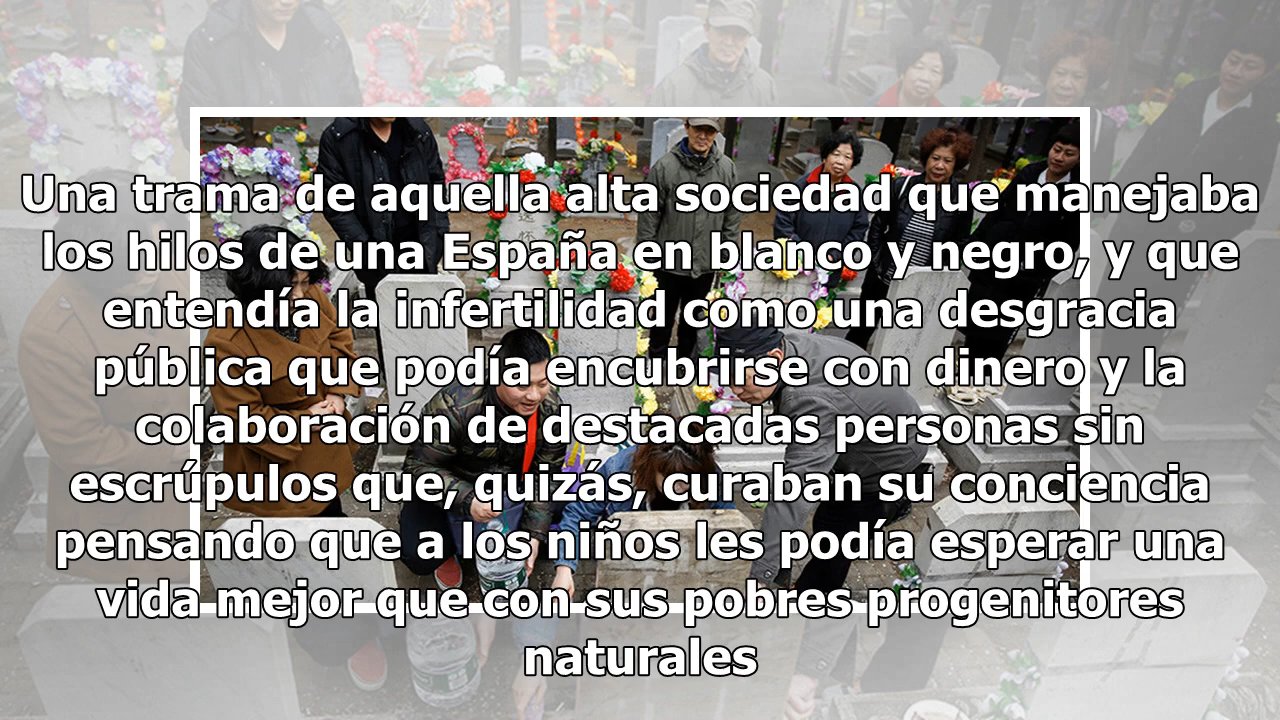 Una trama de aquella alta sociedad que manejaba
los hilos de una España en blanco y negro, y que
entendía la infertilidad como una desgracia
pública que podía encubrirse con dinero y la
colaboración de destacadas personas sin
escrúpulos que, quizás, curaban su conciencia
pensando que a los niños les podía esperar una
vida mejor que con sus pobres progenitores
naturales